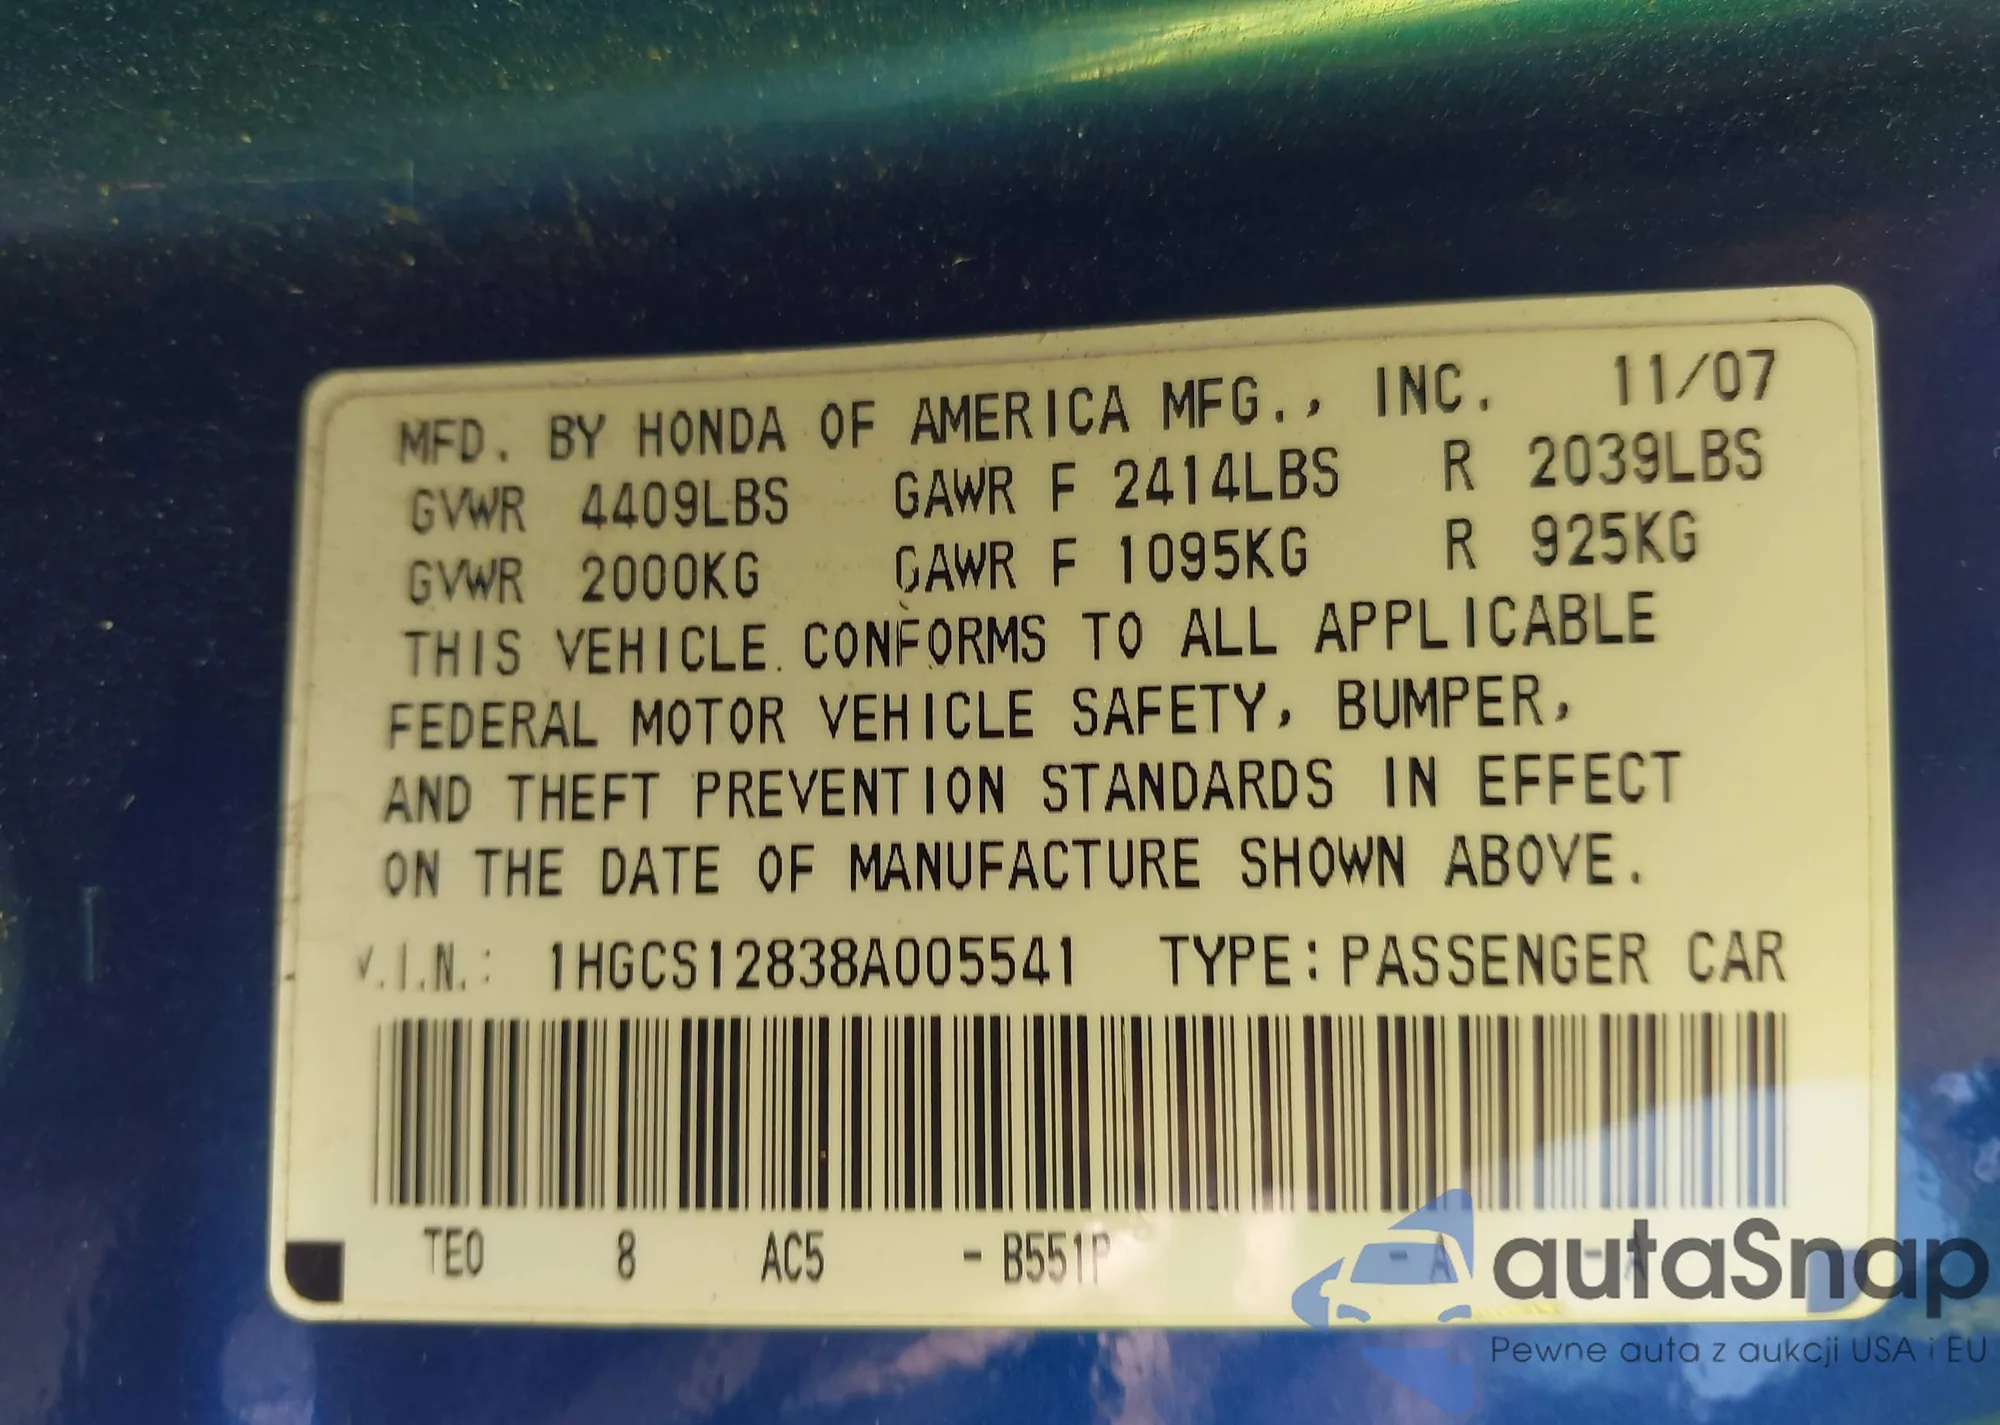 MFD. BY HONDA OF AMERICA MFG., INC. 11/07
GVWR 4409LBS GAWR F 2414LBS R 2039LBS
GVWR 2000KG GAWR F 1095KG R 925KG
THIS VEHICLE CONFORMS TO ALL APPLICABLE
FEDERAL MOTOR VEHICLE SAFETY, BUMPER,
AND THEFT PREVENTION STANDARDS IN EFFECT
ON THE DATE OF MANUFACTURE SHOWN ABOVE.
V.I.N.: 1HGCS12838A005541 TYPE: PASSENGER CAR
TE0 8 AC5 - B551P - A
autaSnap
Pewne auta z aukcji USA i EU